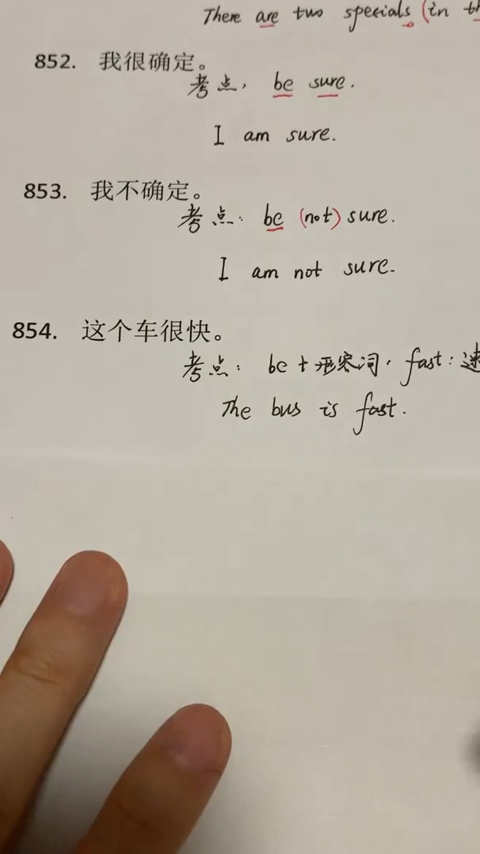 There are two specials (in th
852. 我很确定。
考点, be sure.
I am sure.
853. 我不确定。
考点: be (not) sure.
I am not sure.
854. 这个车很快。
考点: be + 形容词, fast: 速
The bus is fast.